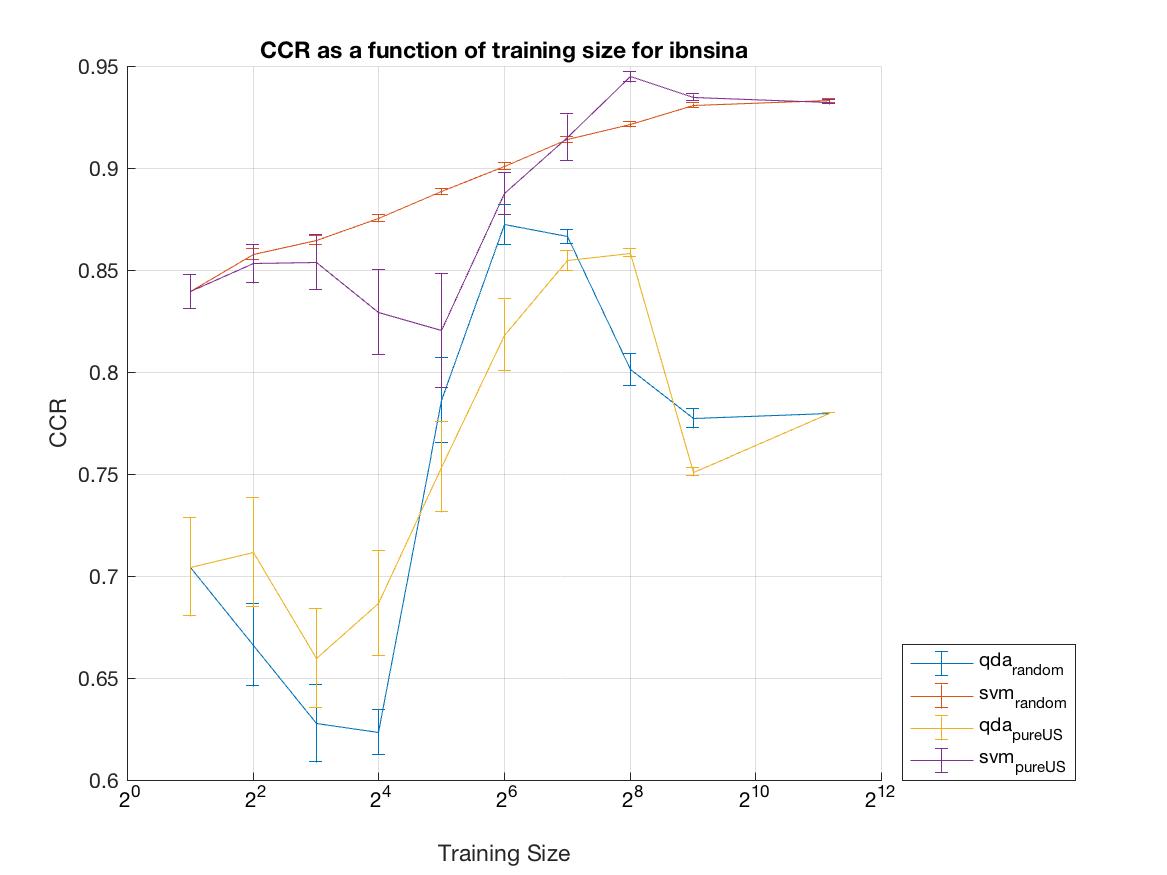 CCR as a function of training size for ibnsina
0.95
0.9
0.85
0.8
0.75
0.7
0.65
0.6
CCR
2^0 2^2 2^4 2^6 2^8 2^10 2^12
Training Size
qda_random
svm_random
qda_pureUS
svm_pureUS